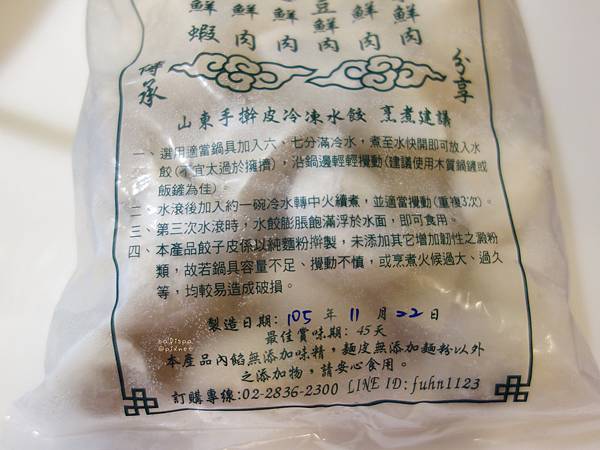 鮮 鮮 豆 鮮 鮮
蝦 肉 鮮 肉 肉
肉
傳承
分享
山東手擀皮冷凍水餃 烹煮建議
一、選用適當鍋具加入六、七分滿冷水，煮至水快開即可放入水
餃(不宜太過於擁擠)，沿鍋邊輕輕攪動(建議使用木質鍋鏟或
飯鏟為佳)。
二、水滾後加入約一碗冷水轉中火續煮，並適當攪動(重複3次)。
三、第三次水滾時，水餃膨脹飽滿浮於水面，即可食用。
四、本產品餃子皮係以純麵粉擀製，未添加其它增加韌性之澱粉
類，故若鍋具容量不足、攪動不慎，或烹煮火候過大、過久
等，均較易造成破損。
製造日期: 105 年 11 月 22 日
最佳賞味期: 45天
本產品內餡無添加味精，麵皮無添加麵粉以外
之添加物，請安心食用。
訂購專線:02-2836-2300 LINE ID: fuhn1123